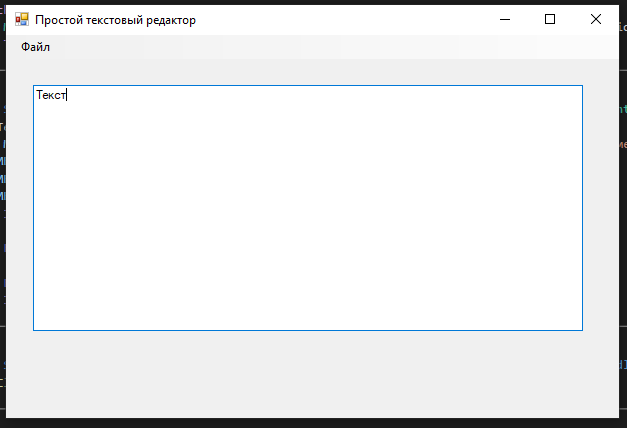 Простой текстовый редактор
Файл
Текст